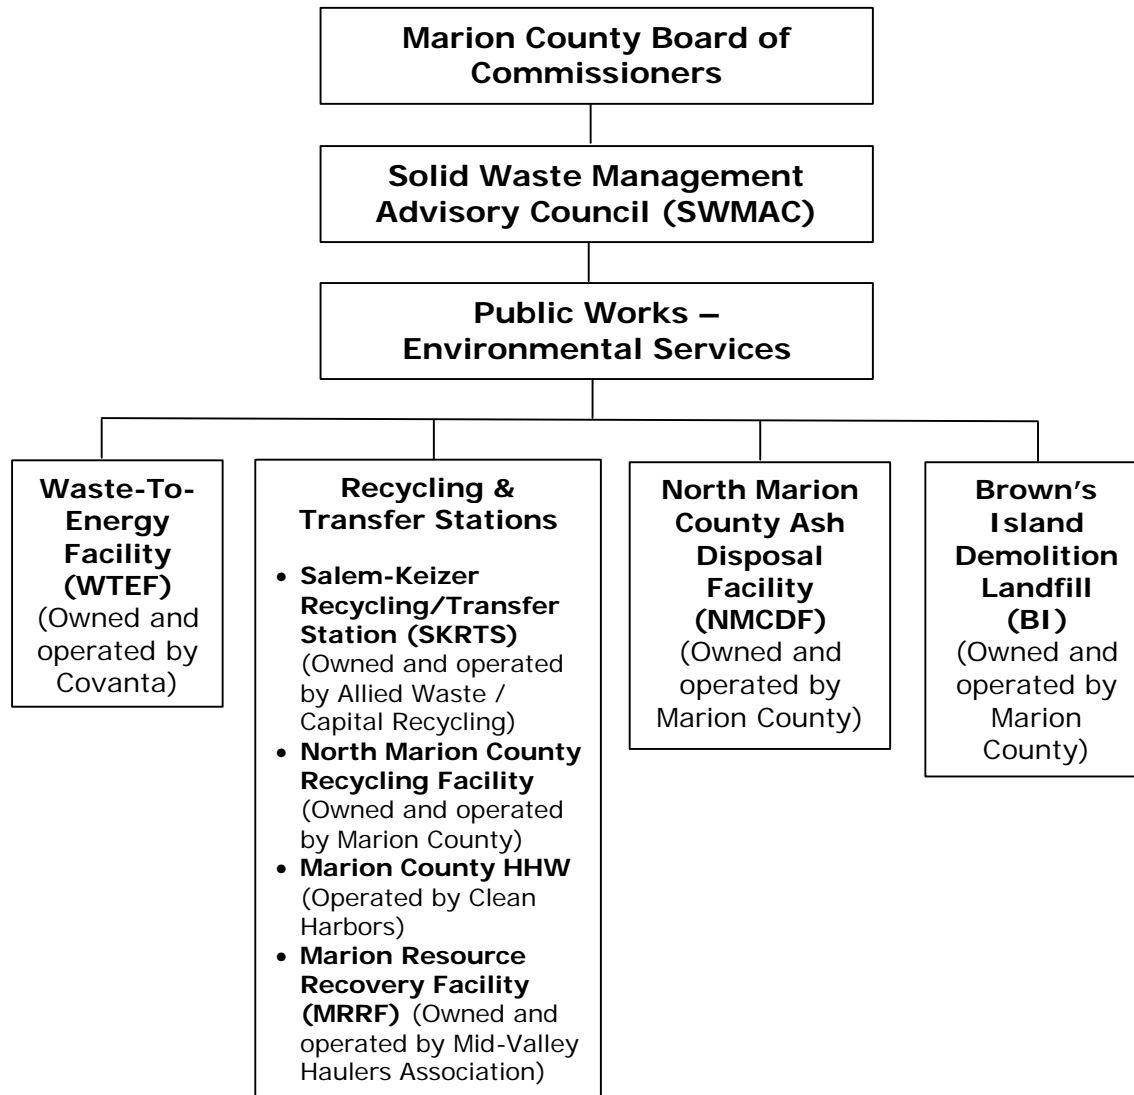 Marion County Board of
Commissioners
Solid Waste Management
Advisory Council (SWMAC)
Public Works –
Environmental Services
Waste-To-
Energy
Facility
(WTEF)
(Owned and
operated by
Covanta)
Recycling &
Transfer Stations
• Salem-Keizer
Recycling/Transfer
Station (SKRTS)
(Owned and operated
by Allied Waste /
Capital Recycling)
• North Marion County
Recycling Facility
(Owned and operated
by Marion County)
• Marion County HHW
(Operated by Clean
Harbors)
• Marion Resource
Recovery Facility
(MRRF) (Owned and
operated by Mid-Valley
Haulers Association)
North Marion
County Ash
Disposal
Facility
(NMCDF)
(Owned and
operated by
Marion County)
Brown’s
Island
Demolition
Landfill
(BI)
(Owned and
operated by
Marion
County)